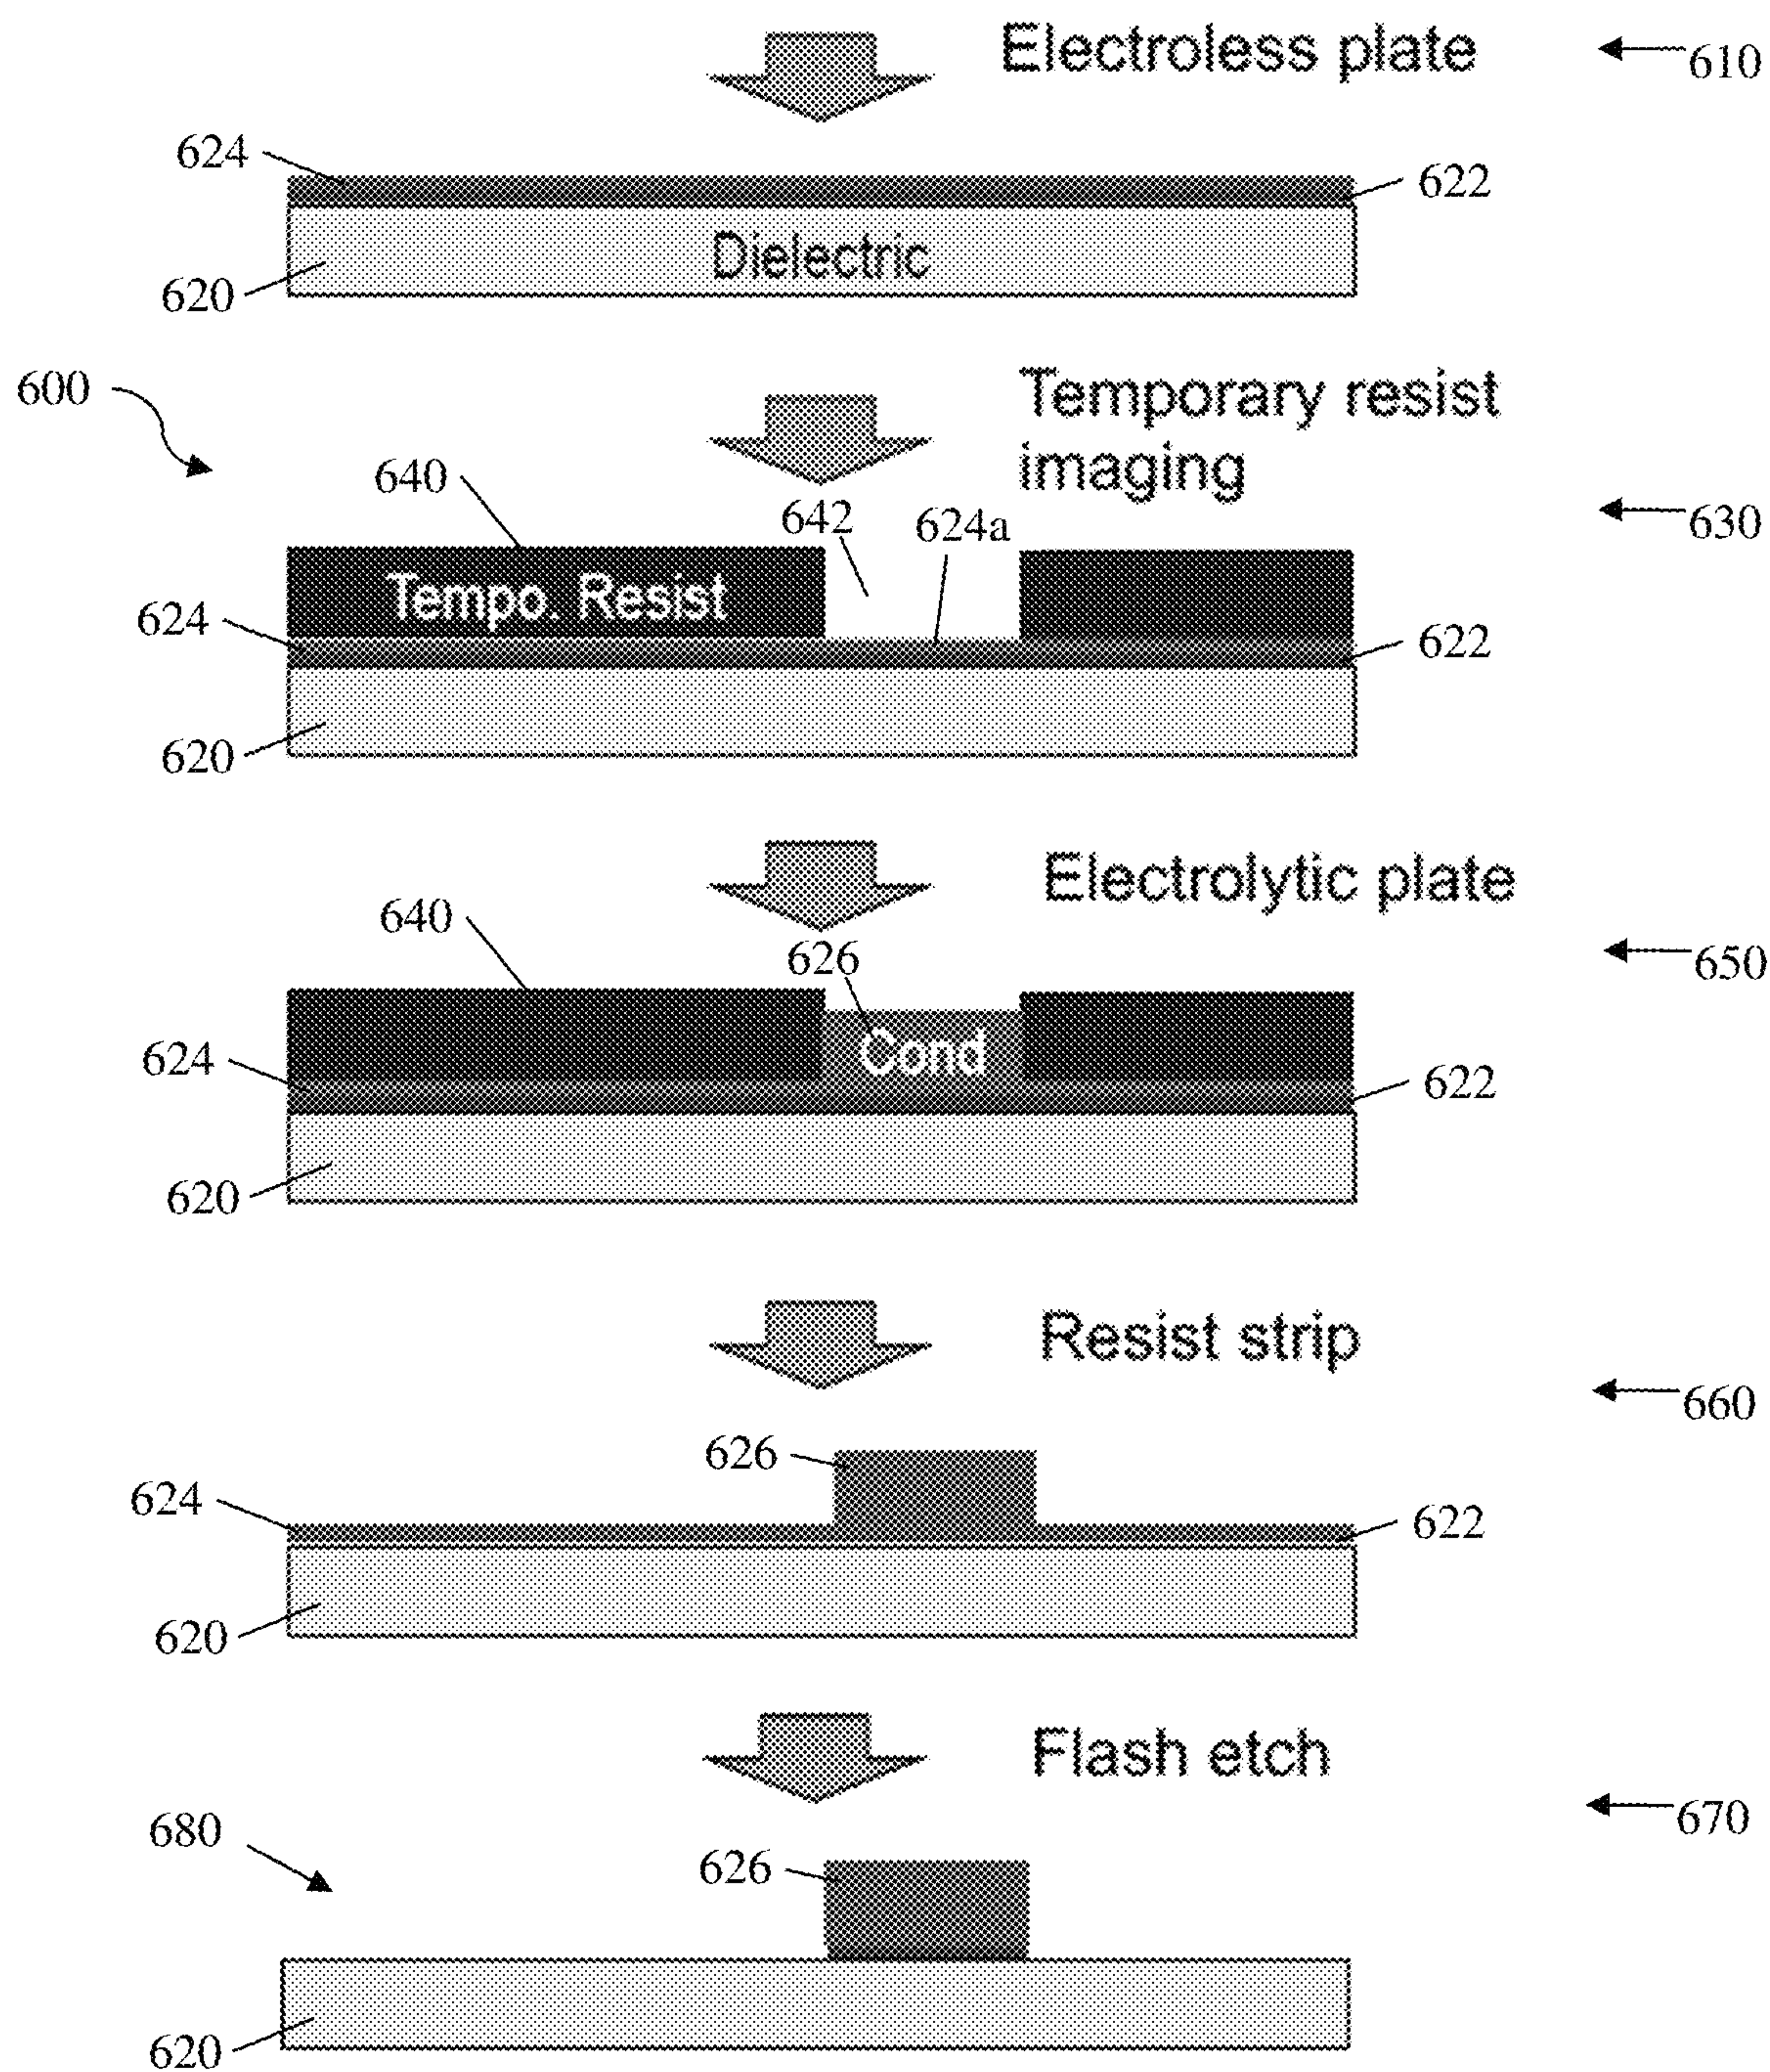 Electroless plate
610
624
622
Dielectric
620
600
Temporary resist
imaging
640
642
624a
630
Tempo. Resist
624
622
620
Electrolytic plate
640
626
650
Cond
624
622
620
Resist strip
660
626
624
622
620
Flash etch
670
680
626
620